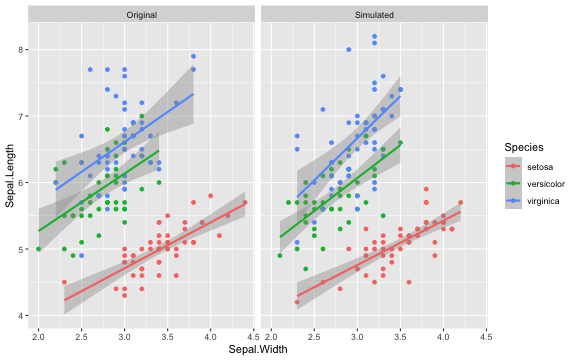 Original
Simulated
8
7
6
5
4
Sepal.Length
2.0
2.5
3.0
3.5
4.0
4.5
2.0
2.5
3.0
3.5
4.0
4.5
Sepal.Width
Species
setosa
versicolor
virginica